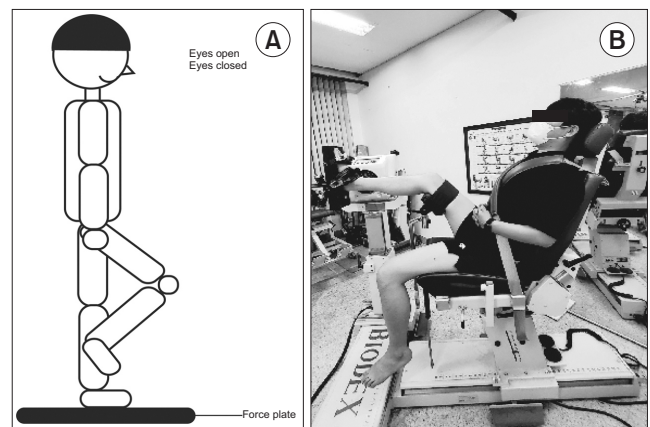 Eyes open
Eyes closed
A
Force plate
B
BIODEX